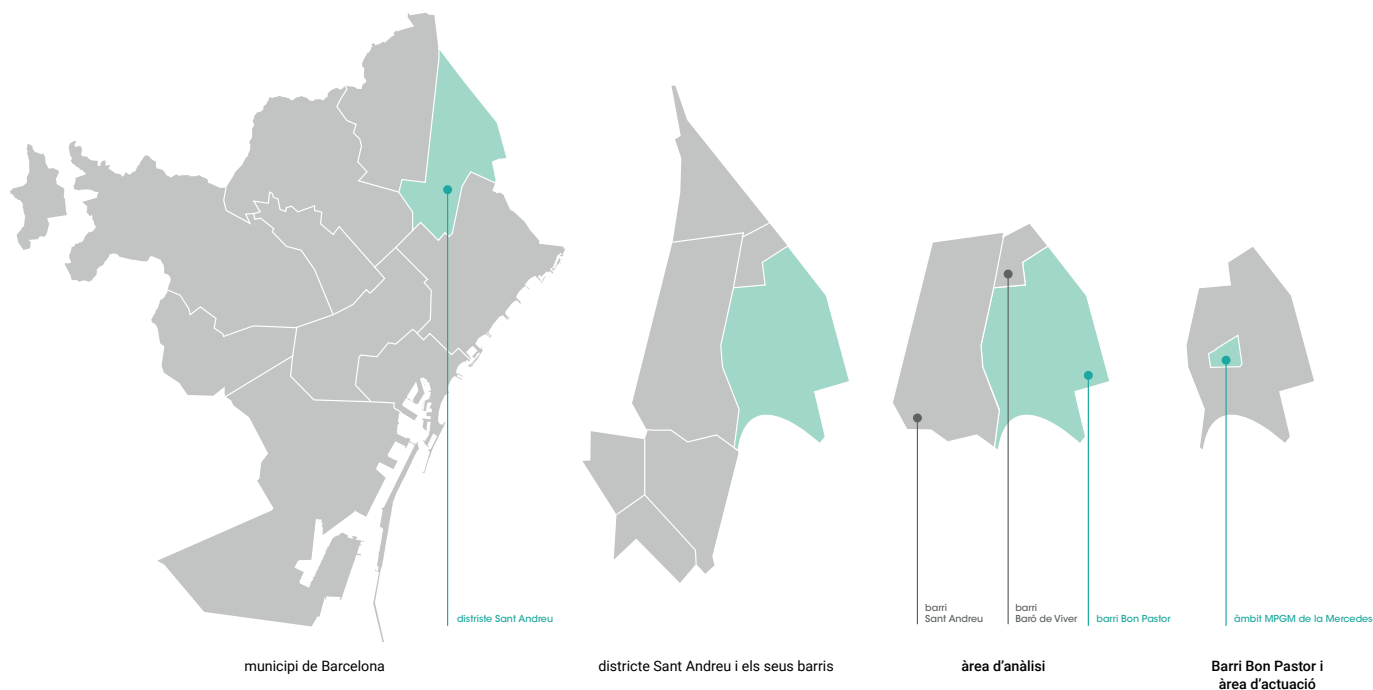 districte Sant Andreu
barri
Sant Andreu
barri
Baró de Viver
barri Bon Pastor
àmbit MPGM de la Mercedes
municipi de Barcelona
districte Sant Andreu i els seus barris
àrea d'anàlisi
Barri Bon Pastor i
àrea d'actuació